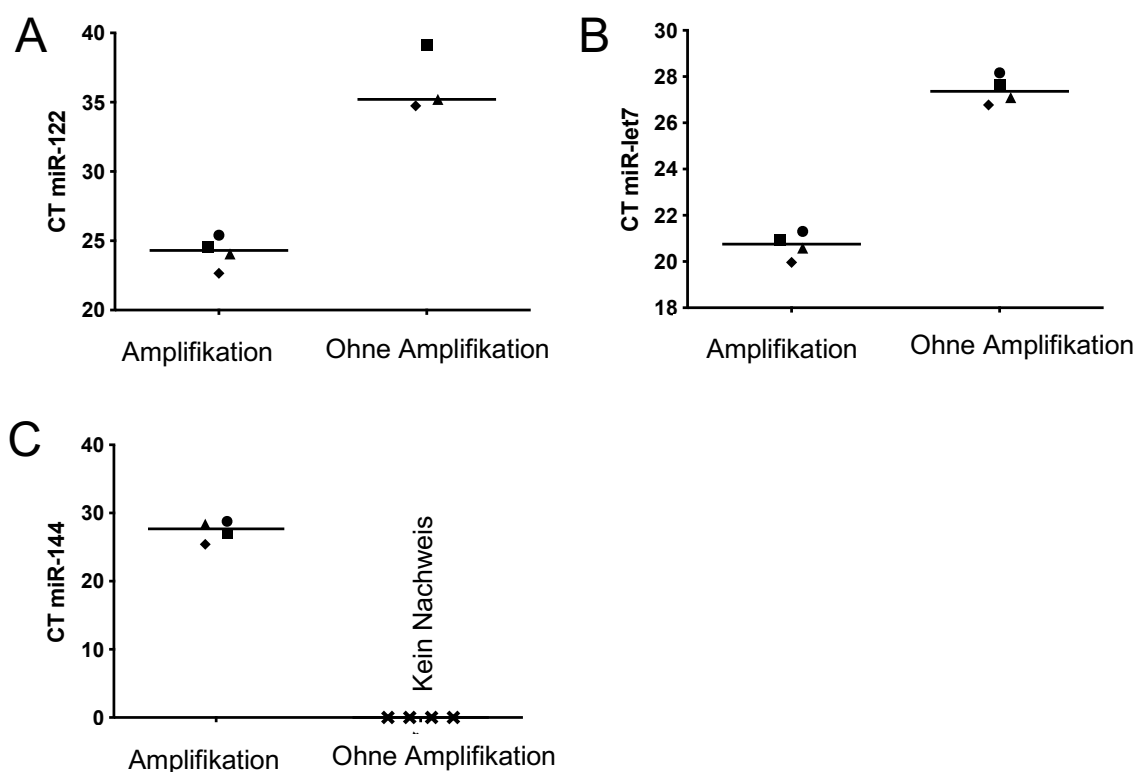 A
CT miR-122
40
35
30
25
20
Amplifikation
Ohne Amplifikation
B
CT miR-let7
30
28
26
24
22
20
18
Amplifikation
Ohne Amplifikation
C
CT miR-144
40
30
20
10
0
Kein Nachweis
Amplifikation
Ohne Amplifikation